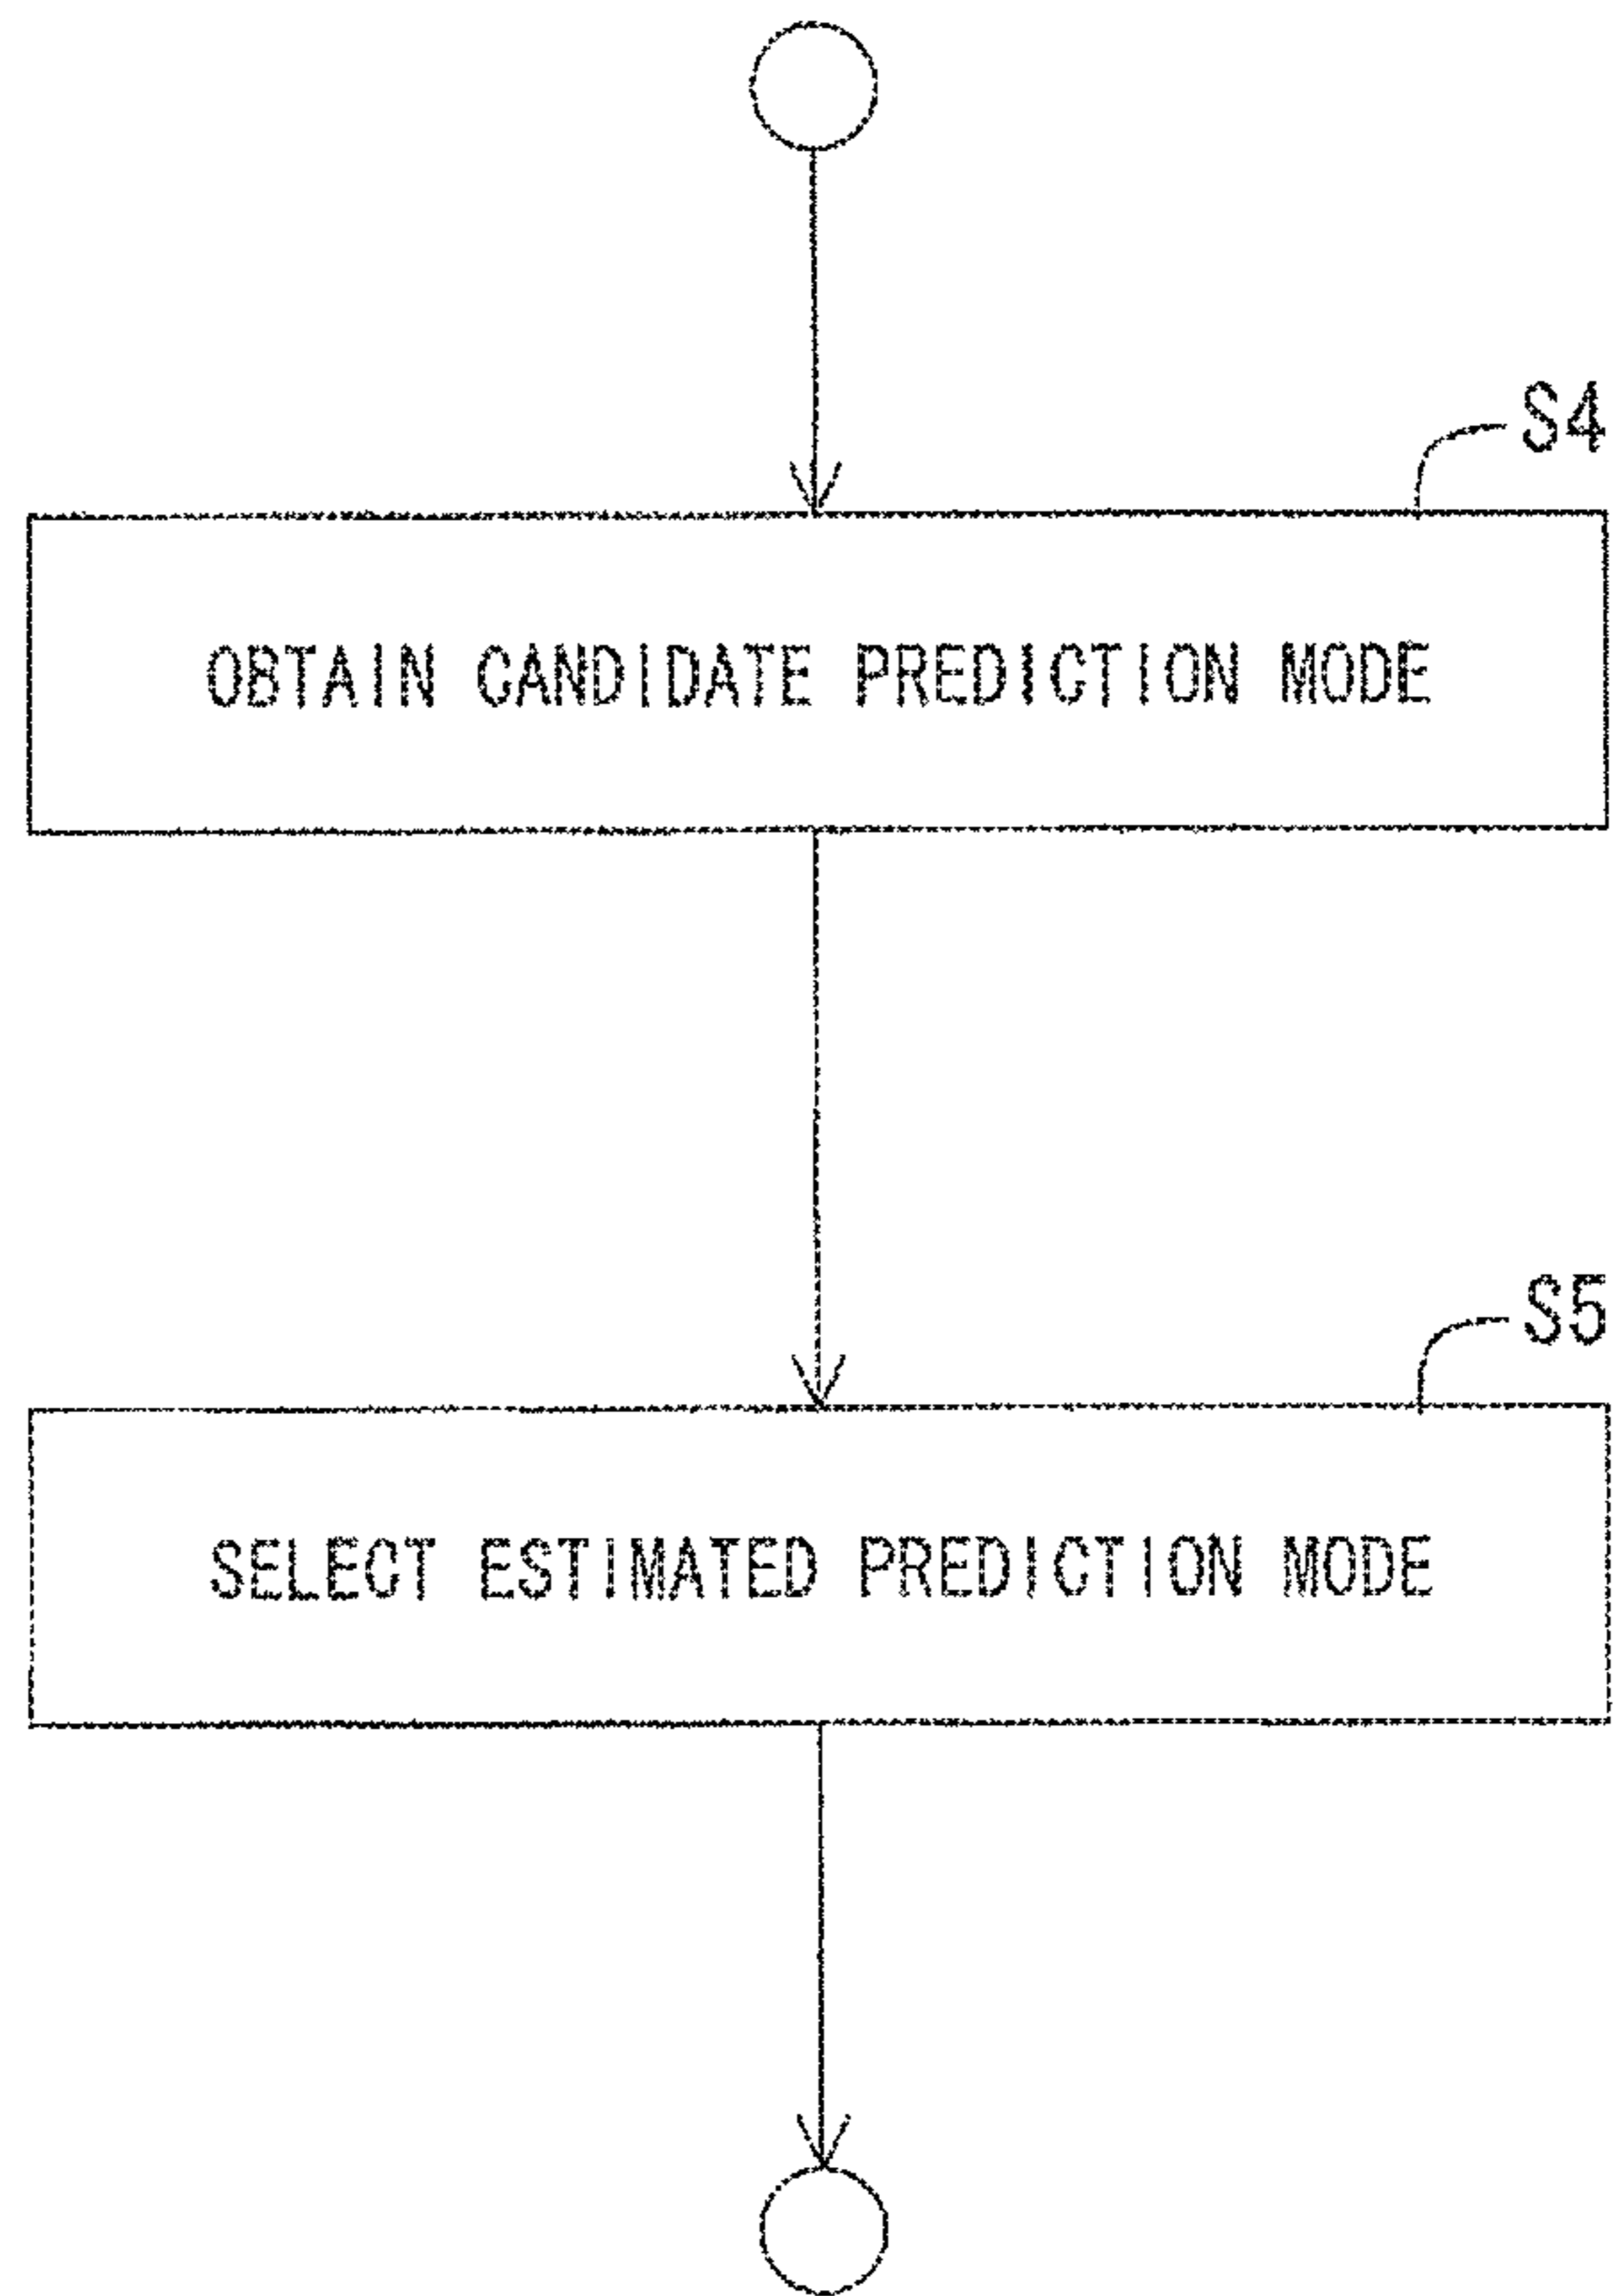 S4
OBTAIN CANDIDATE PREDICTION MODE
S5
SELECT ESTIMATED PREDICTION MODE